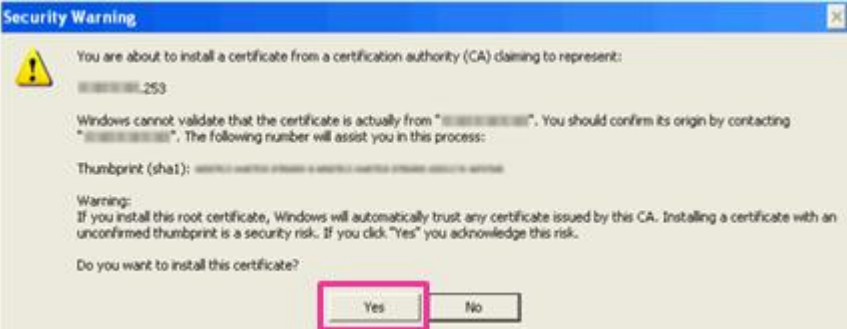 Security Warning
You are about to install a certificate from a certification authority (CA) claiming to represent:
.253
Windows cannot validate that the certificate is actually from "". You should confirm its origin by contacting
"". The following number will assist you in this process:
Thumbprint (sha1):
Warning:
If you install this root certificate, Windows will automatically trust any certificate issued by this CA. Installing a certificate with an
unconfirmed thumbprint is a security risk. If you click "Yes" you acknowledge this risk.
Do you want to install this certificate?
Yes
No